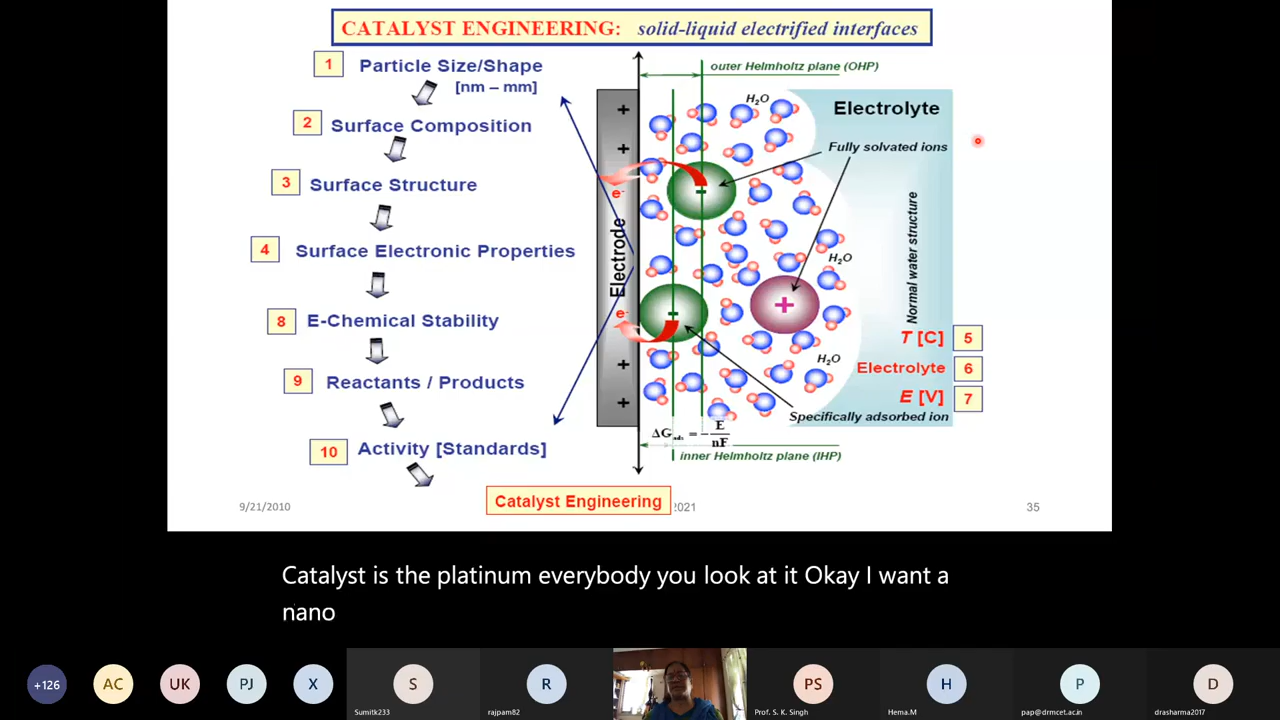 CATALYST ENGINEERING: solid-liquid electrified interfaces
1 Particle Size/Shape
[nm – mm]
2 Surface Composition
3 Surface Structure
4 Surface Electronic Properties
8 E-Chemical Stability
9 Reactants / Products
10 Activity [Standards]
outer Helmholtz plane (OHP)
+
+
+
+
Electrode
e-
e-
-
-
+
H2O
H2O
H2O
Electrolyte
Fully solvated ions
Normal water structure
T [C] 5
Electrolyte 6
E [V] 7
Specifically adsorbed ion
ΔGads = - E
nF
inner Helmholtz plane (IHP)
Catalyst Engineering
9/21/2010
2021
35
Catalyst is the platinum everybody you look at it Okay I want a
nano
+126
AC
UK
PJ
X
S
Sumitk233
R
rajpam82
PS
Prof. S. K. Singh
H
Hema.M
P
pap@drmcet.ac.in
D
drasharma2017